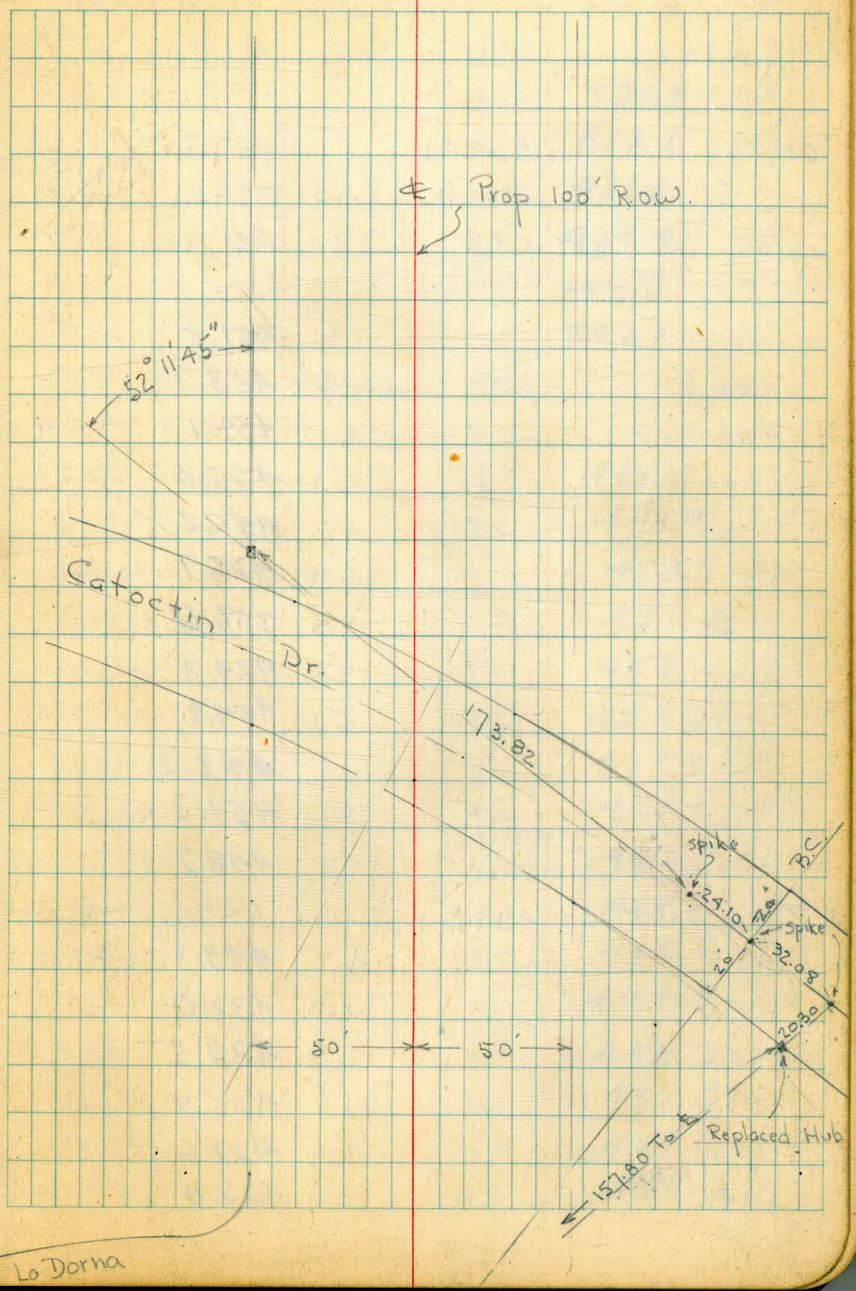 ℄ Prop 100' R.O.W.
52° 11' 45"
Catoctin Dr.
173.82
spike
B.C.
24.10
20'
spike
20'
32.08
20.30
50' 50'
157.80 To ℄
Replaced Hub
La Dorna